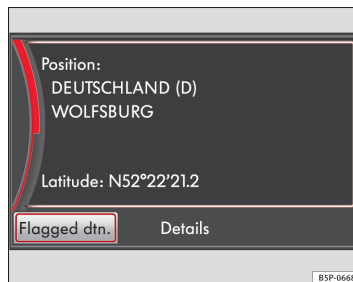 Position:
DEUTSCHLAND (D)
WOLFSBURG
Latitude: N52°22'21.2
Flagged dtn. Details
B5P-0668